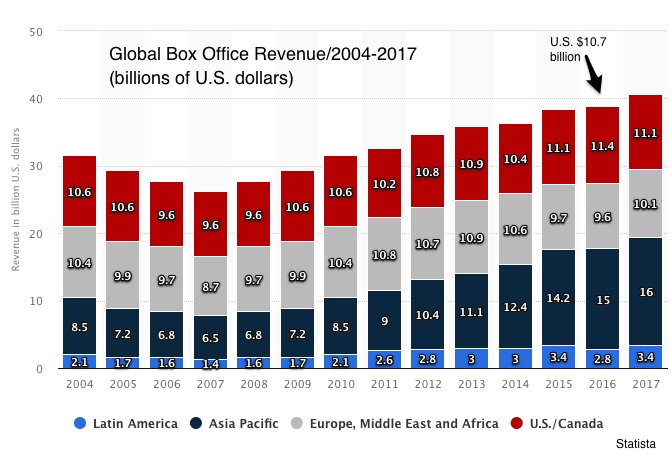 50
U.S. $10.7
billion
Global Box Office Revenue/2004-2017
(billions of U.S. dollars)
40
30
20
10
0
Revenue in billion U.S. dollars
10.6 10.6 9.6 9.6 9.6 10.6 10.6 10.2 10.8 10.9 10.4 11.1 11.4 11.1
10.4 9.9 9.7 8.7 9.7 9.9 10.4 10.8 10.7 10.9 10.6 9.7 9.6 10.1
8.5 7.2 6.8 6.5 6.8 7.2 8.5 9 10.4 11.1 12.4 14.2 15 16
2.1 1.7 1.6 1.4 1.6 1.7 2.1 2.6 2.8 3 3 3.4 2.8 3.4
2004 2005 2006 2007 2008 2009 2010 2011 2012 2013 2014 2015 2016 2017
Latin America Asia Pacific Europe, Middle East and Africa U.S./Canada
Statista